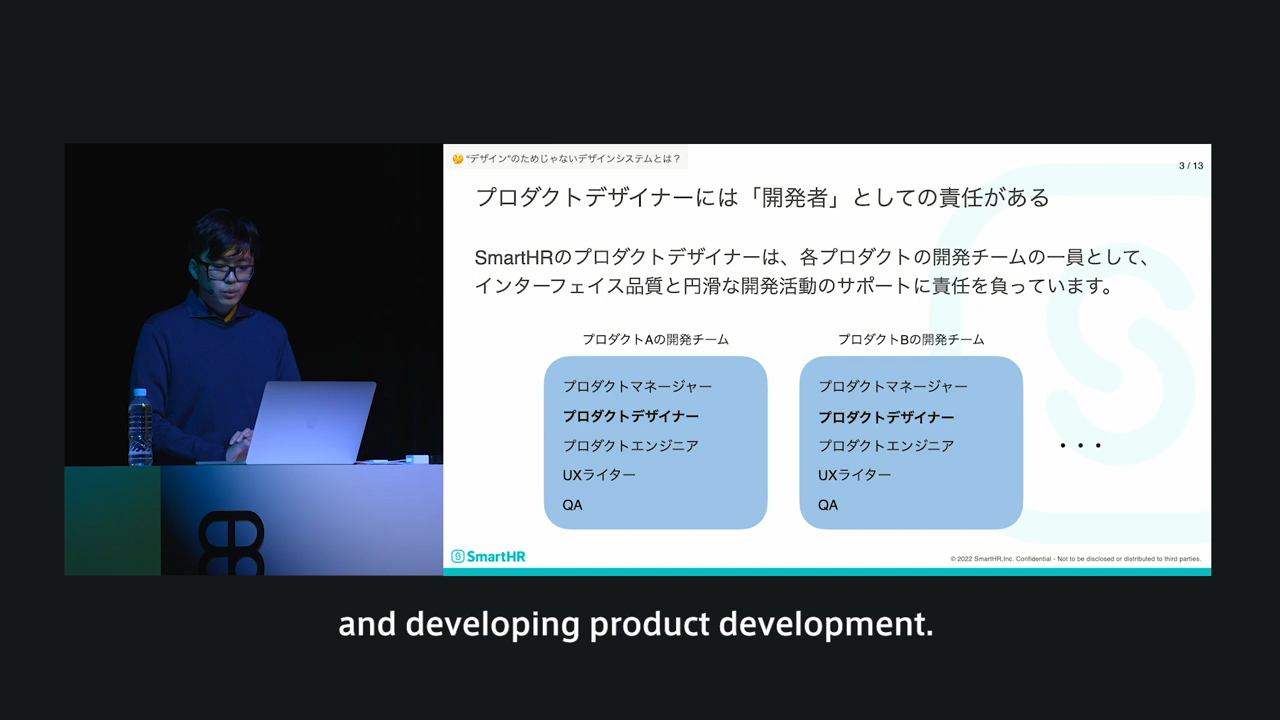 🤔 “デザイン”のためじゃないデザインシステムとは？
3 / 13
プロダクトデザイナーには「開発者」としての責任がある
SmartHRのプロダクトデザイナーは、各プロダクトの開発チームの一員として、
インターフェイス品質と円滑な開発活動のサポートに責任を負っています。
プロダクトAの開発チーム
プロダクトマネージャー
プロダクトデザイナー
プロダクトエンジニア
UXライター
QA
プロダクトBの開発チーム
プロダクトマネージャー
プロダクトデザイナー
プロダクトエンジニア
UXライター
QA
・・・
SmartHR
© 2022 SmartHR,Inc. Confidential - Not to be disclosed or distributed to third parties.
and developing product development.